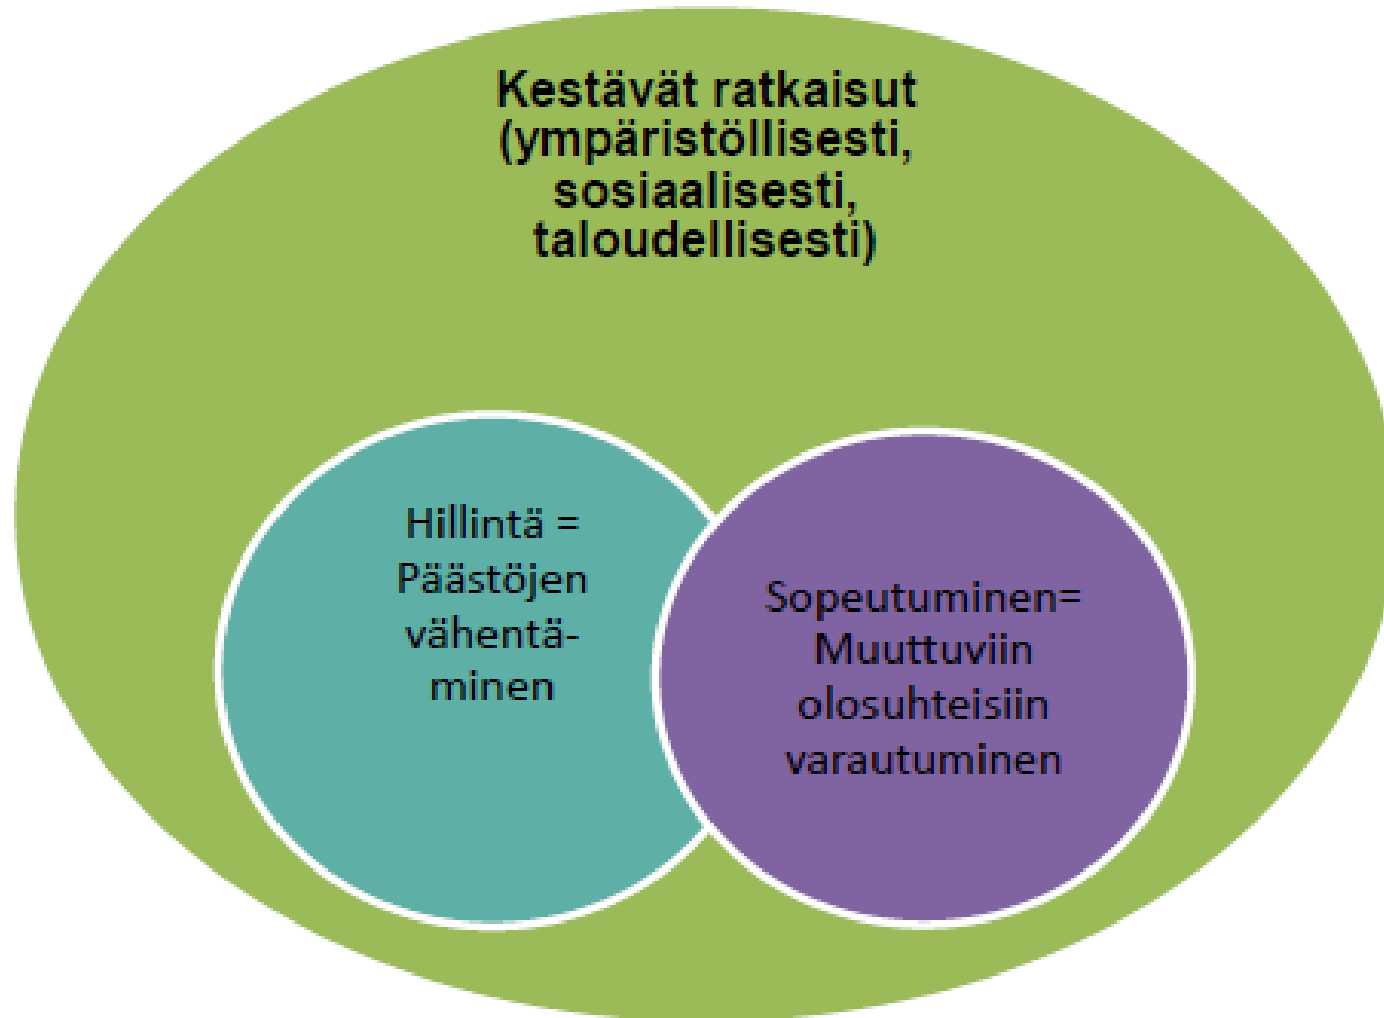 Kestävät ratkaisut
(ympäristöllisesti,
sosiaalisesti,
taloudellisesti)
Hillintä =
Päästöjen
vähentä-
minen
Sopeutuminen=
Muuttuviin
olosuhteisiin
varautuminen